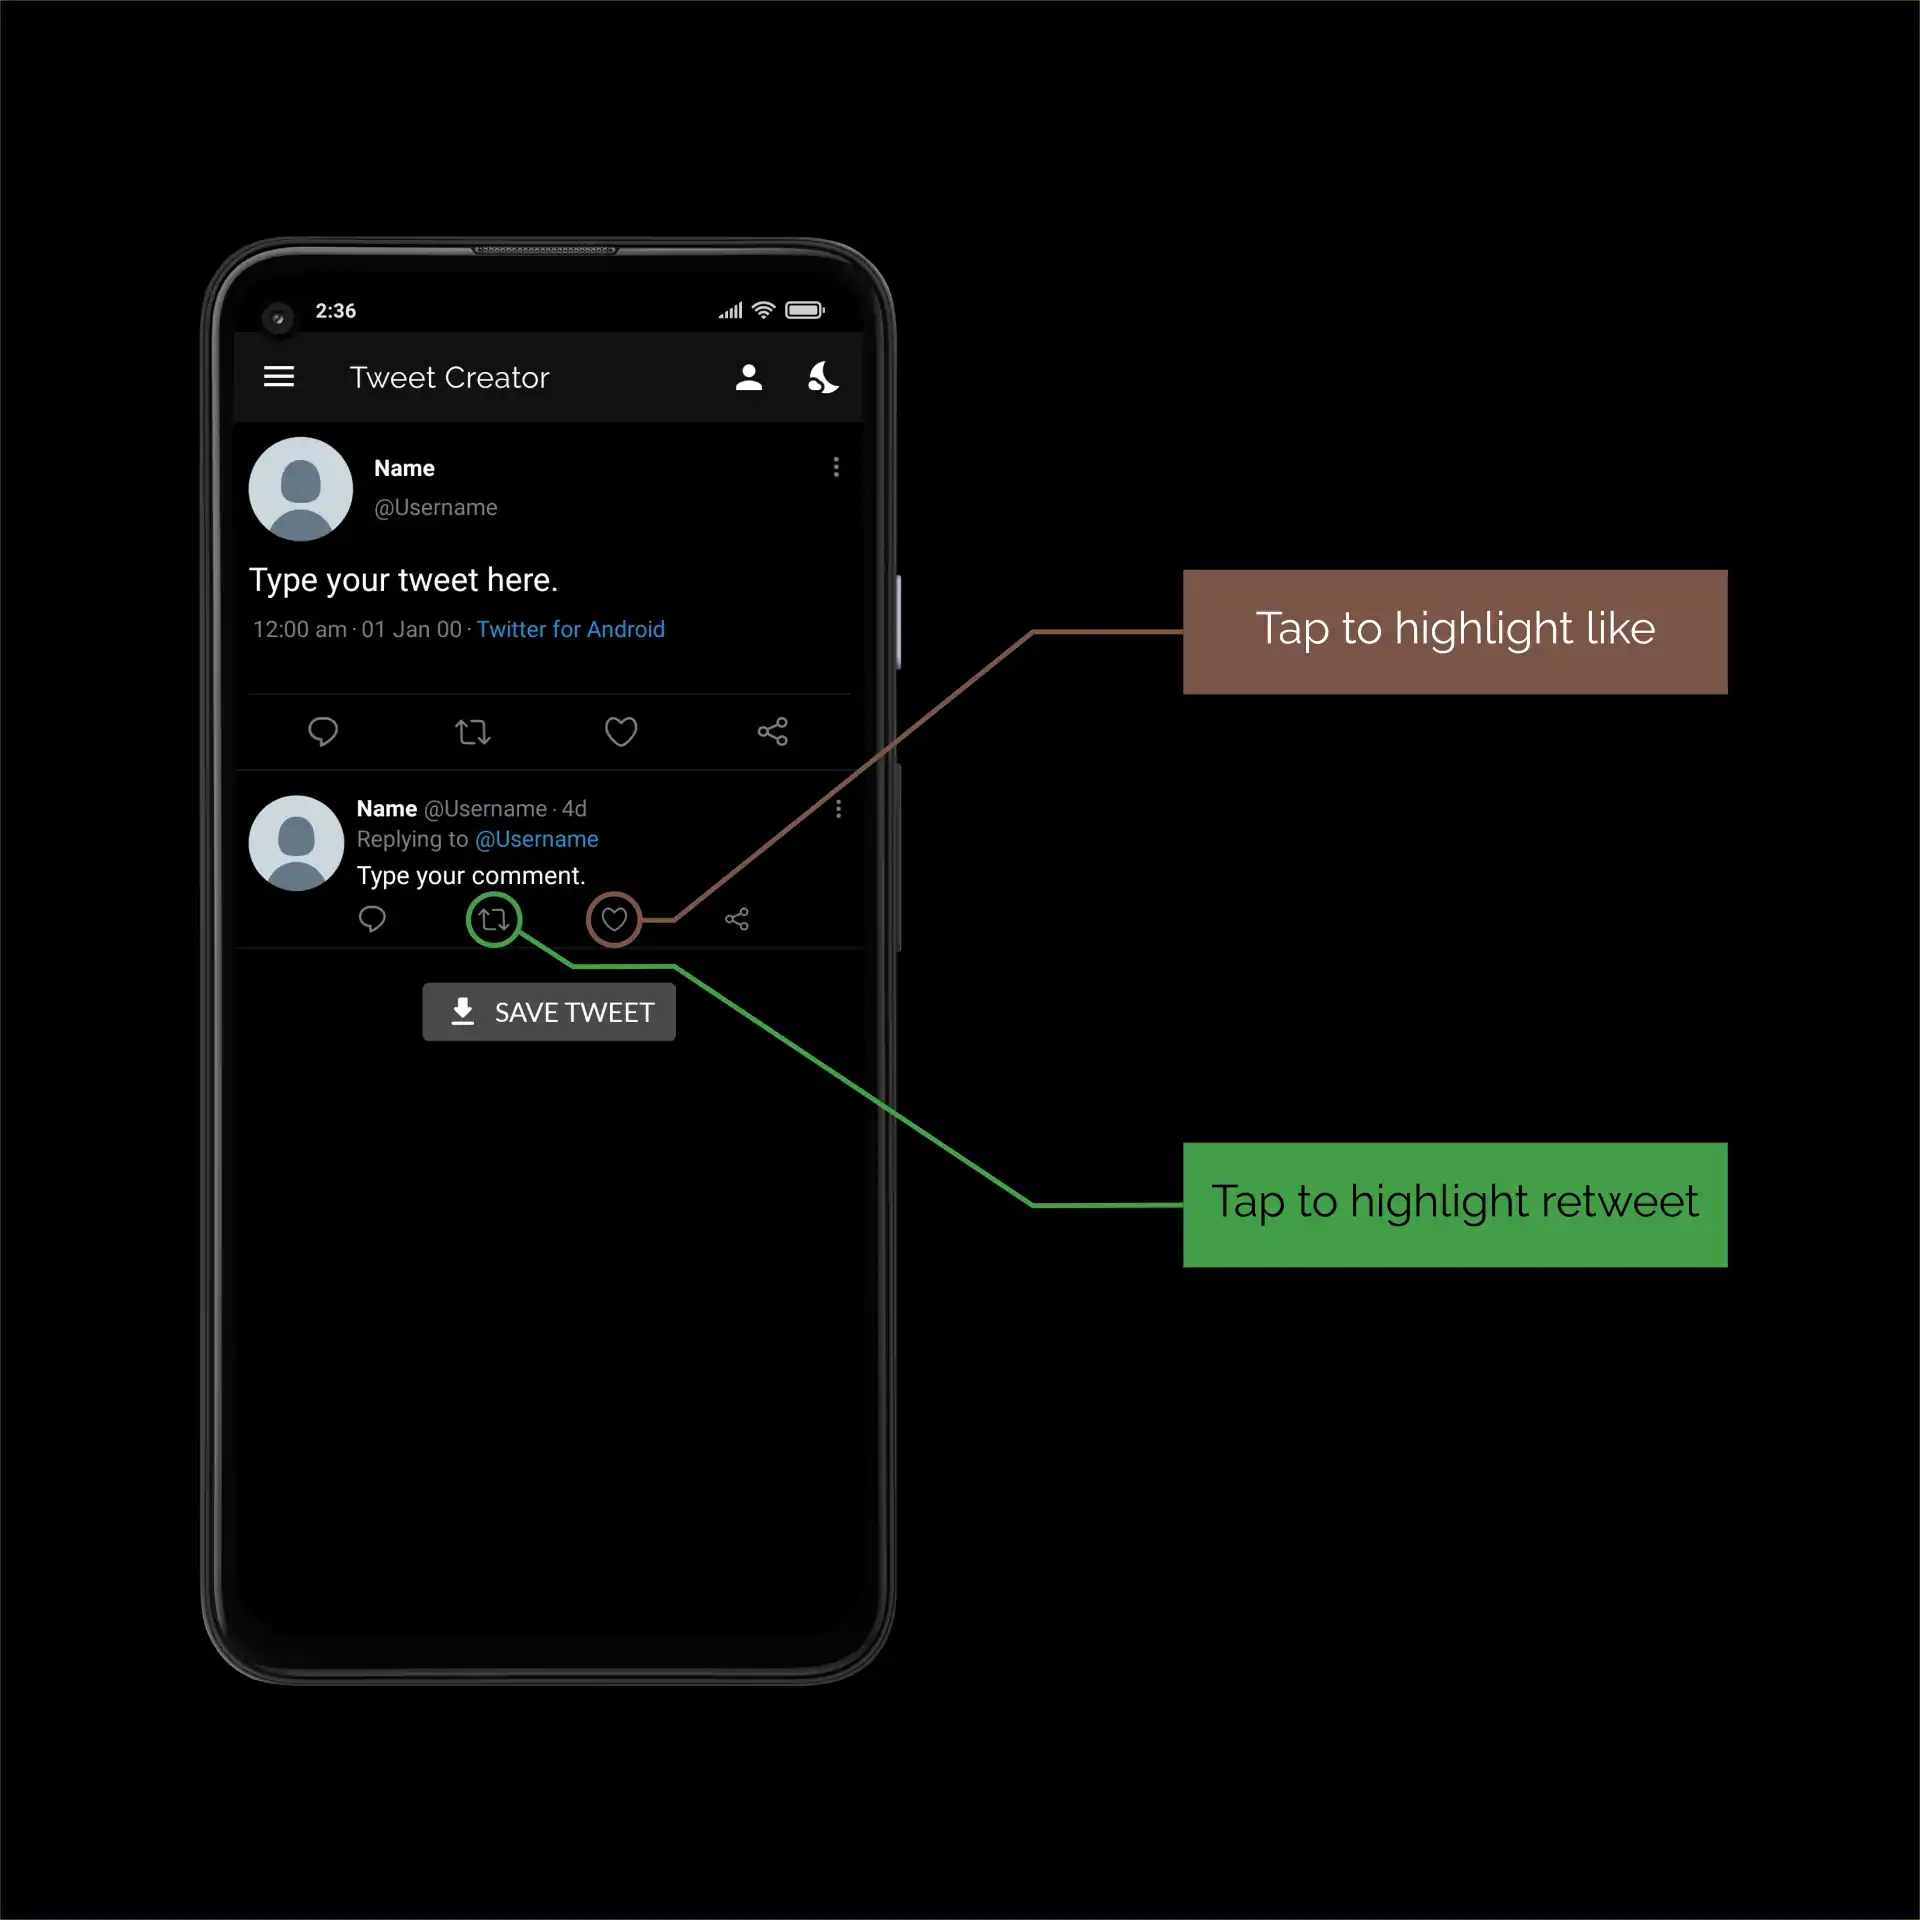 2:36
Tweet Creator
Name
@Username
Type your tweet here.
12:00 am · 01 Jan 00 · Twitter for Android
Name @Username · 4d
Replying to @Username
Type your comment.
SAVE TWEET
Tap to highlight like
Tap to highlight retweet